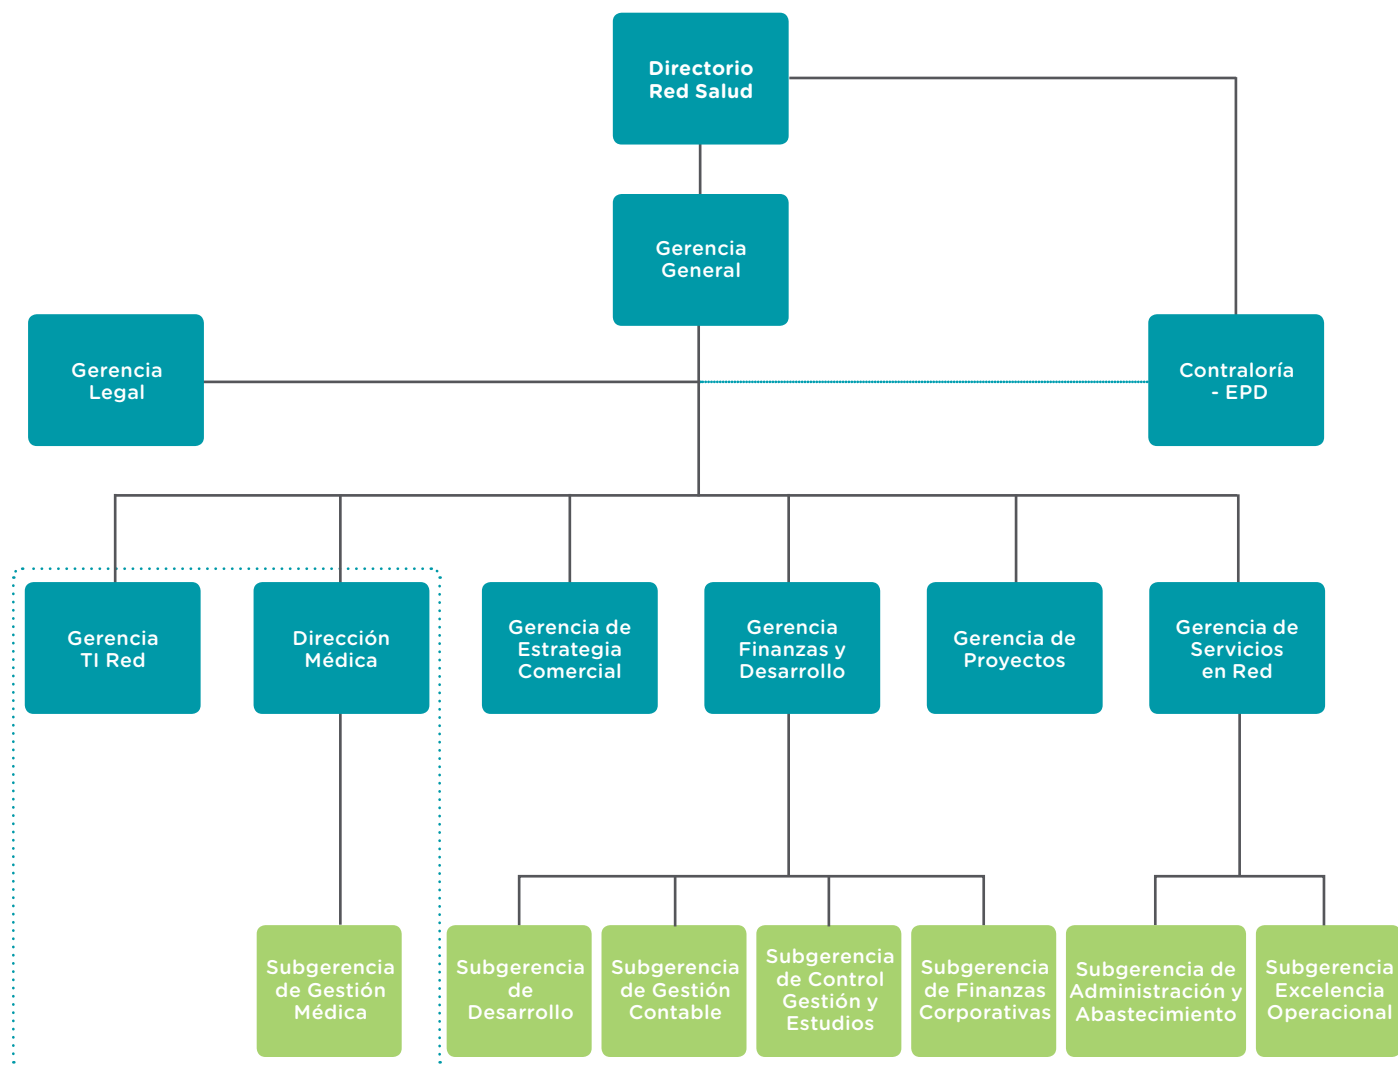 Directorio
Red Salud
Gerencia
General
Gerencia
Legal
Contraloría
- EPD
Gerencia
TI Red
Dirección
Médica
Gerencia de
Estrategia
Comercial
Gerencia
Finanzas y
Desarrollo
Gerencia de
Proyectos
Gerencia de
Servicios
en Red
Subgerencia
de Gestión
Médica
Subgerencia
de
Desarrollo
Subgerencia
de Gestión
Contable
Subgerencia
de Control
Gestión y
Estudios
Subgerencia
de Finanzas
Corporativas
Subgerencia de
Administración y
Abastecimiento
Subgerencia
Excelencia
Operacional